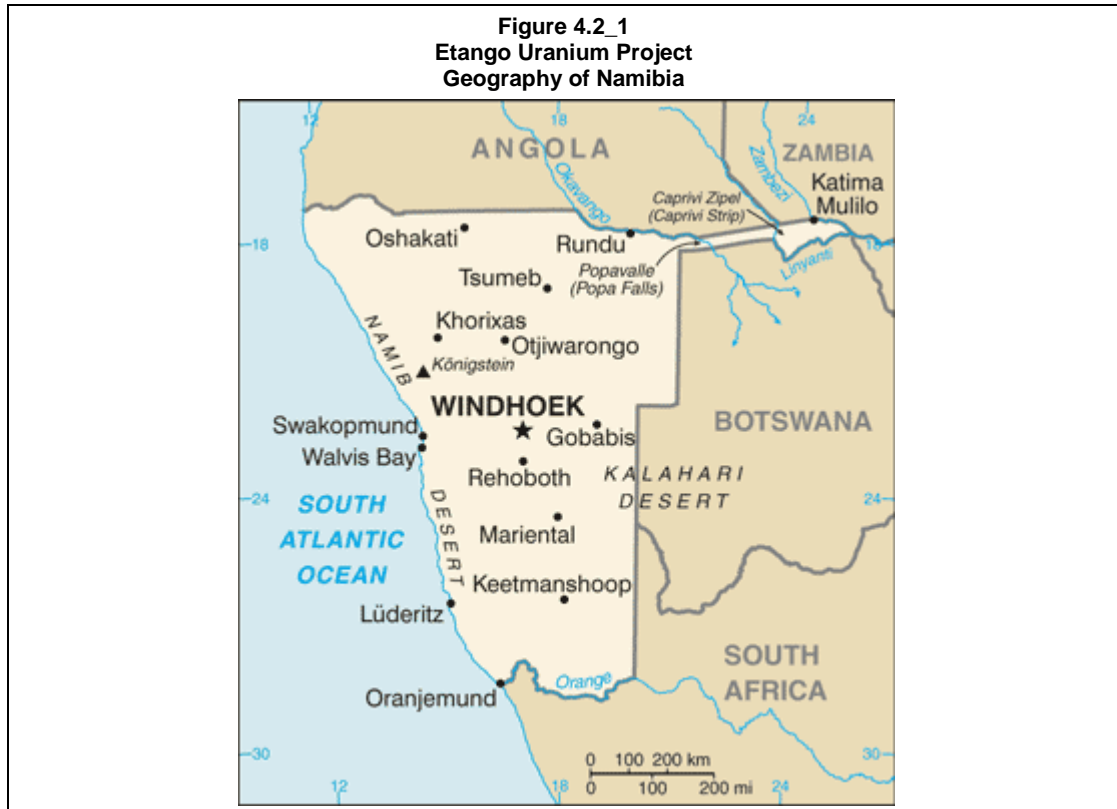 Figure 4.2_1
Etango Uranium Project
Geography of Namibia
12
18
24
ANGOLA
ZAMBIA
Okavango
Zambezi
Katima
Mulilo
Caprivi Zipel
(Caprivi Strip)
18
Oshakati
Rundu
18
Linyanti
Popavalle
(Popa Falls)
Tsumeb
NAMIB
Khorixas
Otjiwarongo
Königstein
WINDHOEK
BOTSWANA
Swakopmund
Gobabis
Walvis Bay
Rehoboth
KALAHARI
DESERT
24
24
SOUTH
ATLANTIC
OCEAN
DESERT
Mariental
Keetmanshoop
Lüderitz
SOUTH
AFRICA
Orange
Oranjemund
30
0 100 200 km
0 100 200 mi
12
18
24
30